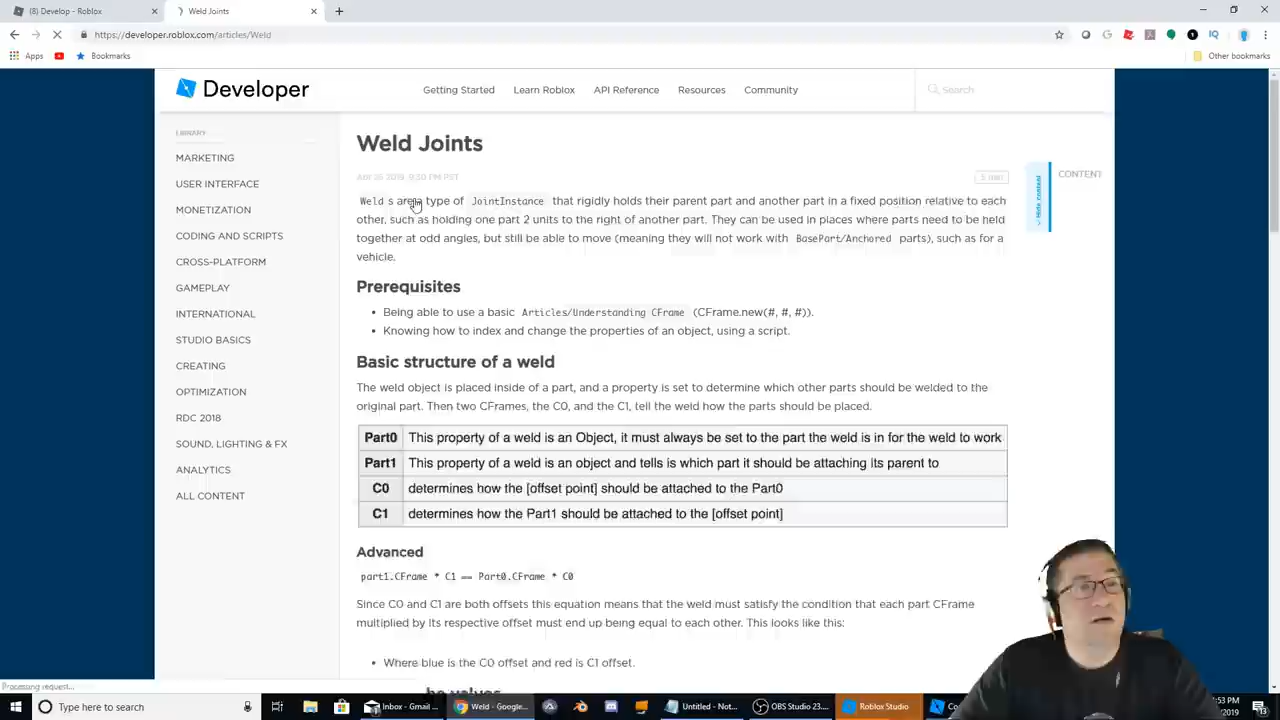 (8) Develop - Roblox
Weld Joints
https://developer.roblox.com/articles/Weld
Apps
Bookmarks
Other bookmarks
Developer
Getting Started
Learn Roblox
API Reference
Resources
Community
Search
LIBRARY
MARKETING
USER INTERFACE
MONETIZATION
CODING AND SCRIPTS
CROSS-PLATFORM
GAMEPLAY
INTERNATIONAL
STUDIO BASICS
CREATING
OPTIMIZATION
RDC 2018
SOUND, LIGHTING & FX
ANALYTICS
ALL CONTENT
Weld Joints
5 min
Hide content
CONTENT
Weld s are a type of JointInstance that rigidly holds their parent part and another part in a fixed position relative to each
other, such as holding one part 2 units to the right of another part. They can be used in places where parts need to be held
together at odd angles, but still be able to move (meaning they will not work with BasePart/Anchored parts), such as for a
vehicle.
Prerequisites
• Being able to use a basic Articles/Understanding CFrame (CFrame.new(#, #, #)).
• Knowing how to index and change the properties of an object, using a script.
Basic structure of a weld
The weld object is placed inside of a part, and a property is set to determine which other parts should be welded to the
original part. Then two CFrames, the C0, and the C1, tell the weld how the parts should be placed.
Part0 This property of a weld is an Object, it must always be set to the part the weld is in for the weld to work
Part1 This property of a weld is an object and tells is which part it should be attaching its parent to
C0 determines how the [offset point] should be attached to the Part0
C1 determines how the Part1 should be attached to the [offset point]
Advanced
part1.CFrame * C1 == Part0.CFrame * C0
Since C0 and C1 are both offsets this equation means that the weld must satisfy the condition that each part CFrame
multiplied by its respective offset must end up being equal to each other. This looks like this:
• Where blue is the C0 offset and red is C1 offset.
Processing request...
Type here to search
Inbox - Gmail ...
Weld - Google...
Untitled - Not...
OBS Studio 23....
Roblox Studio